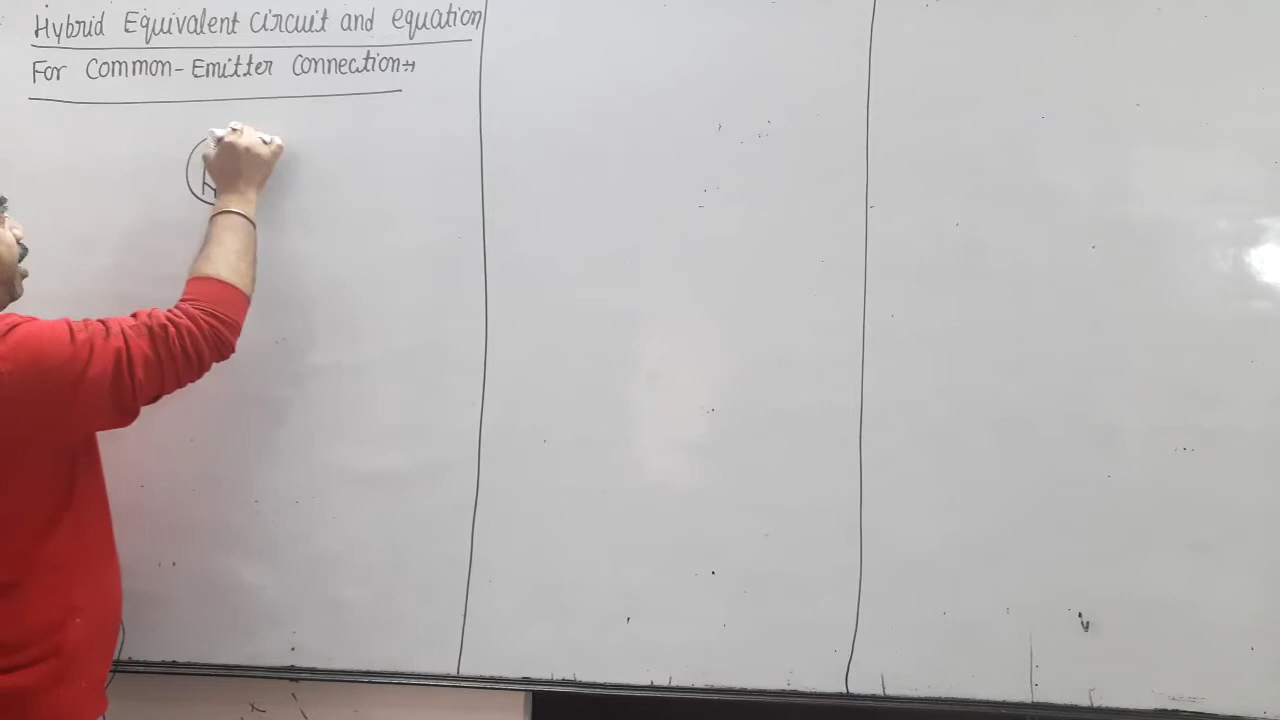 Hybrid Equivalent circuit and equation
For Common-Emitter Connection:→